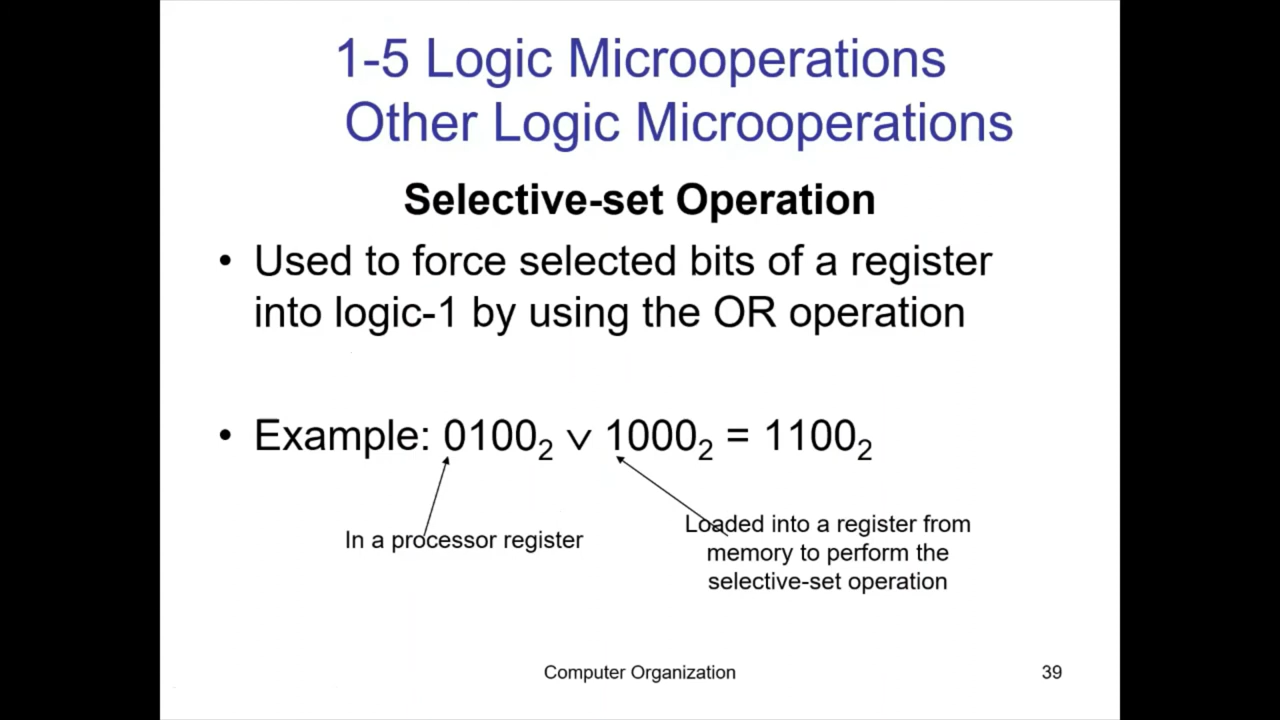 1-5 Logic Microoperations
Other Logic Microoperations
Selective-set Operation
• Used to force selected bits of a register
into logic-1 by using the OR operation
• Example: 0100₂ ∨ 1000₂ = 1100₂
In a processor register
Loaded into a register from
memory to perform the
selective-set operation
Computer Organization
39